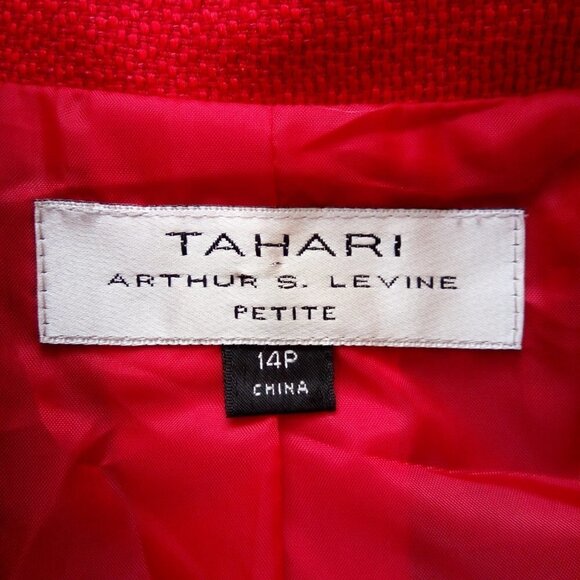 TAHARI
ARTHUR S. LEVINE
PETITE
14P
CHINA